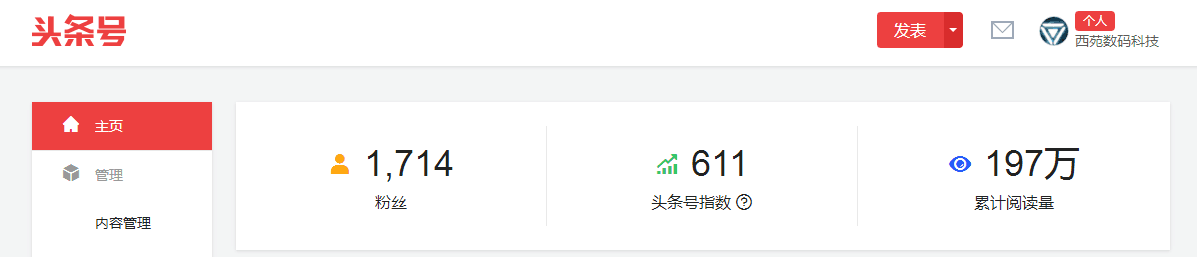 头条号
发表
个人
西苑数码科技
主页
管理
内容管理
1,714
粉丝
611
头条号指数 ?
197万
累计阅读量